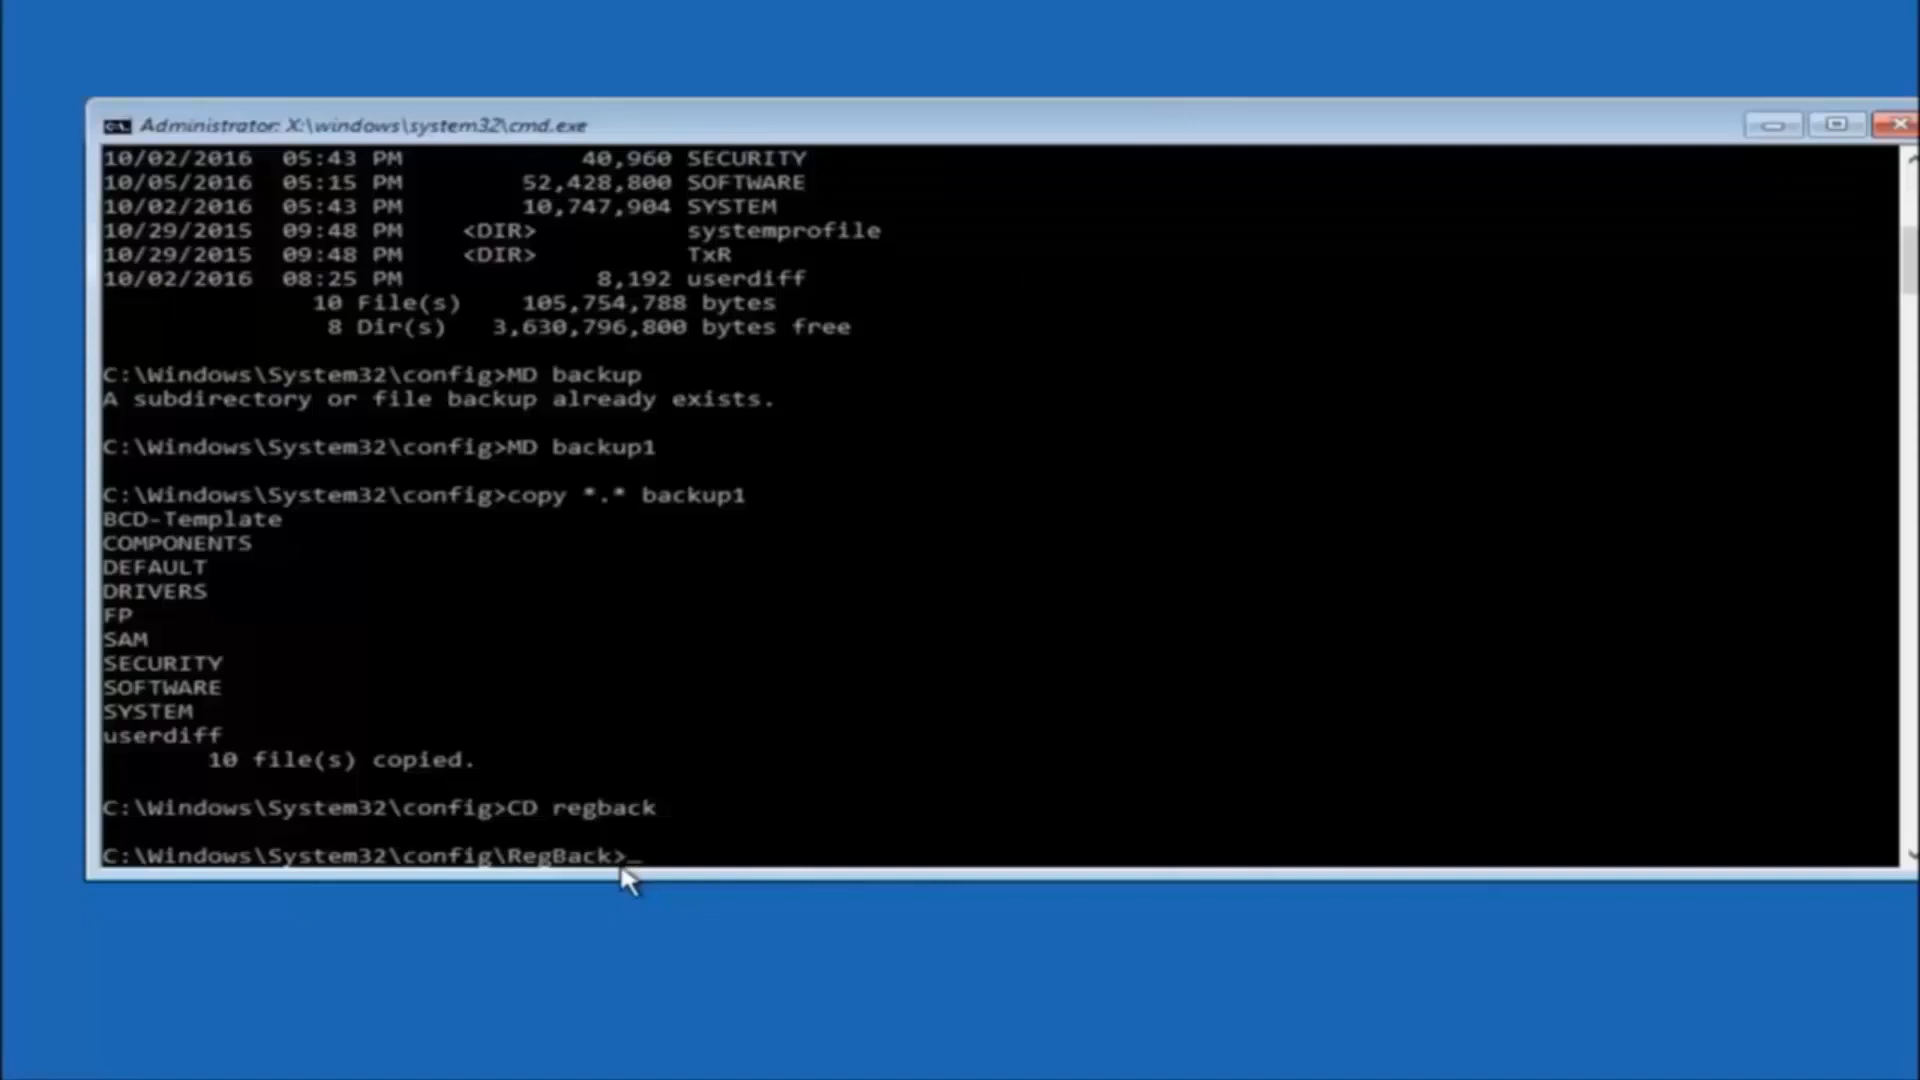 Administrator: X:\windows\system32\cmd.exe
10/02/2016 05:43 PM 40,960 SECURITY
10/05/2016 05:15 PM 52,428,800 SOFTWARE
10/02/2016 05:43 PM 10,747,904 SYSTEM
10/29/2015 09:48 PM <DIR> systemprofile
10/29/2015 09:48 PM <DIR> TxR
10/02/2016 08:25 PM 8,192 userdiff
10 File(s) 105,754,788 bytes
8 Dir(s) 3,630,796,800 bytes free
C:\Windows\System32\config>MD backup
A subdirectory or file backup already exists.
C:\Windows\System32\config>MD backup1
C:\Windows\System32\config>copy *.* backup1
BCD-Template
COMPONENTS
DEFAULT
DRIVERS
FP
SAM
SECURITY
SOFTWARE
SYSTEM
userdiff
10 file(s) copied.
C:\Windows\System32\config>CD regback
C:\Windows\System32\config\RegBack>_